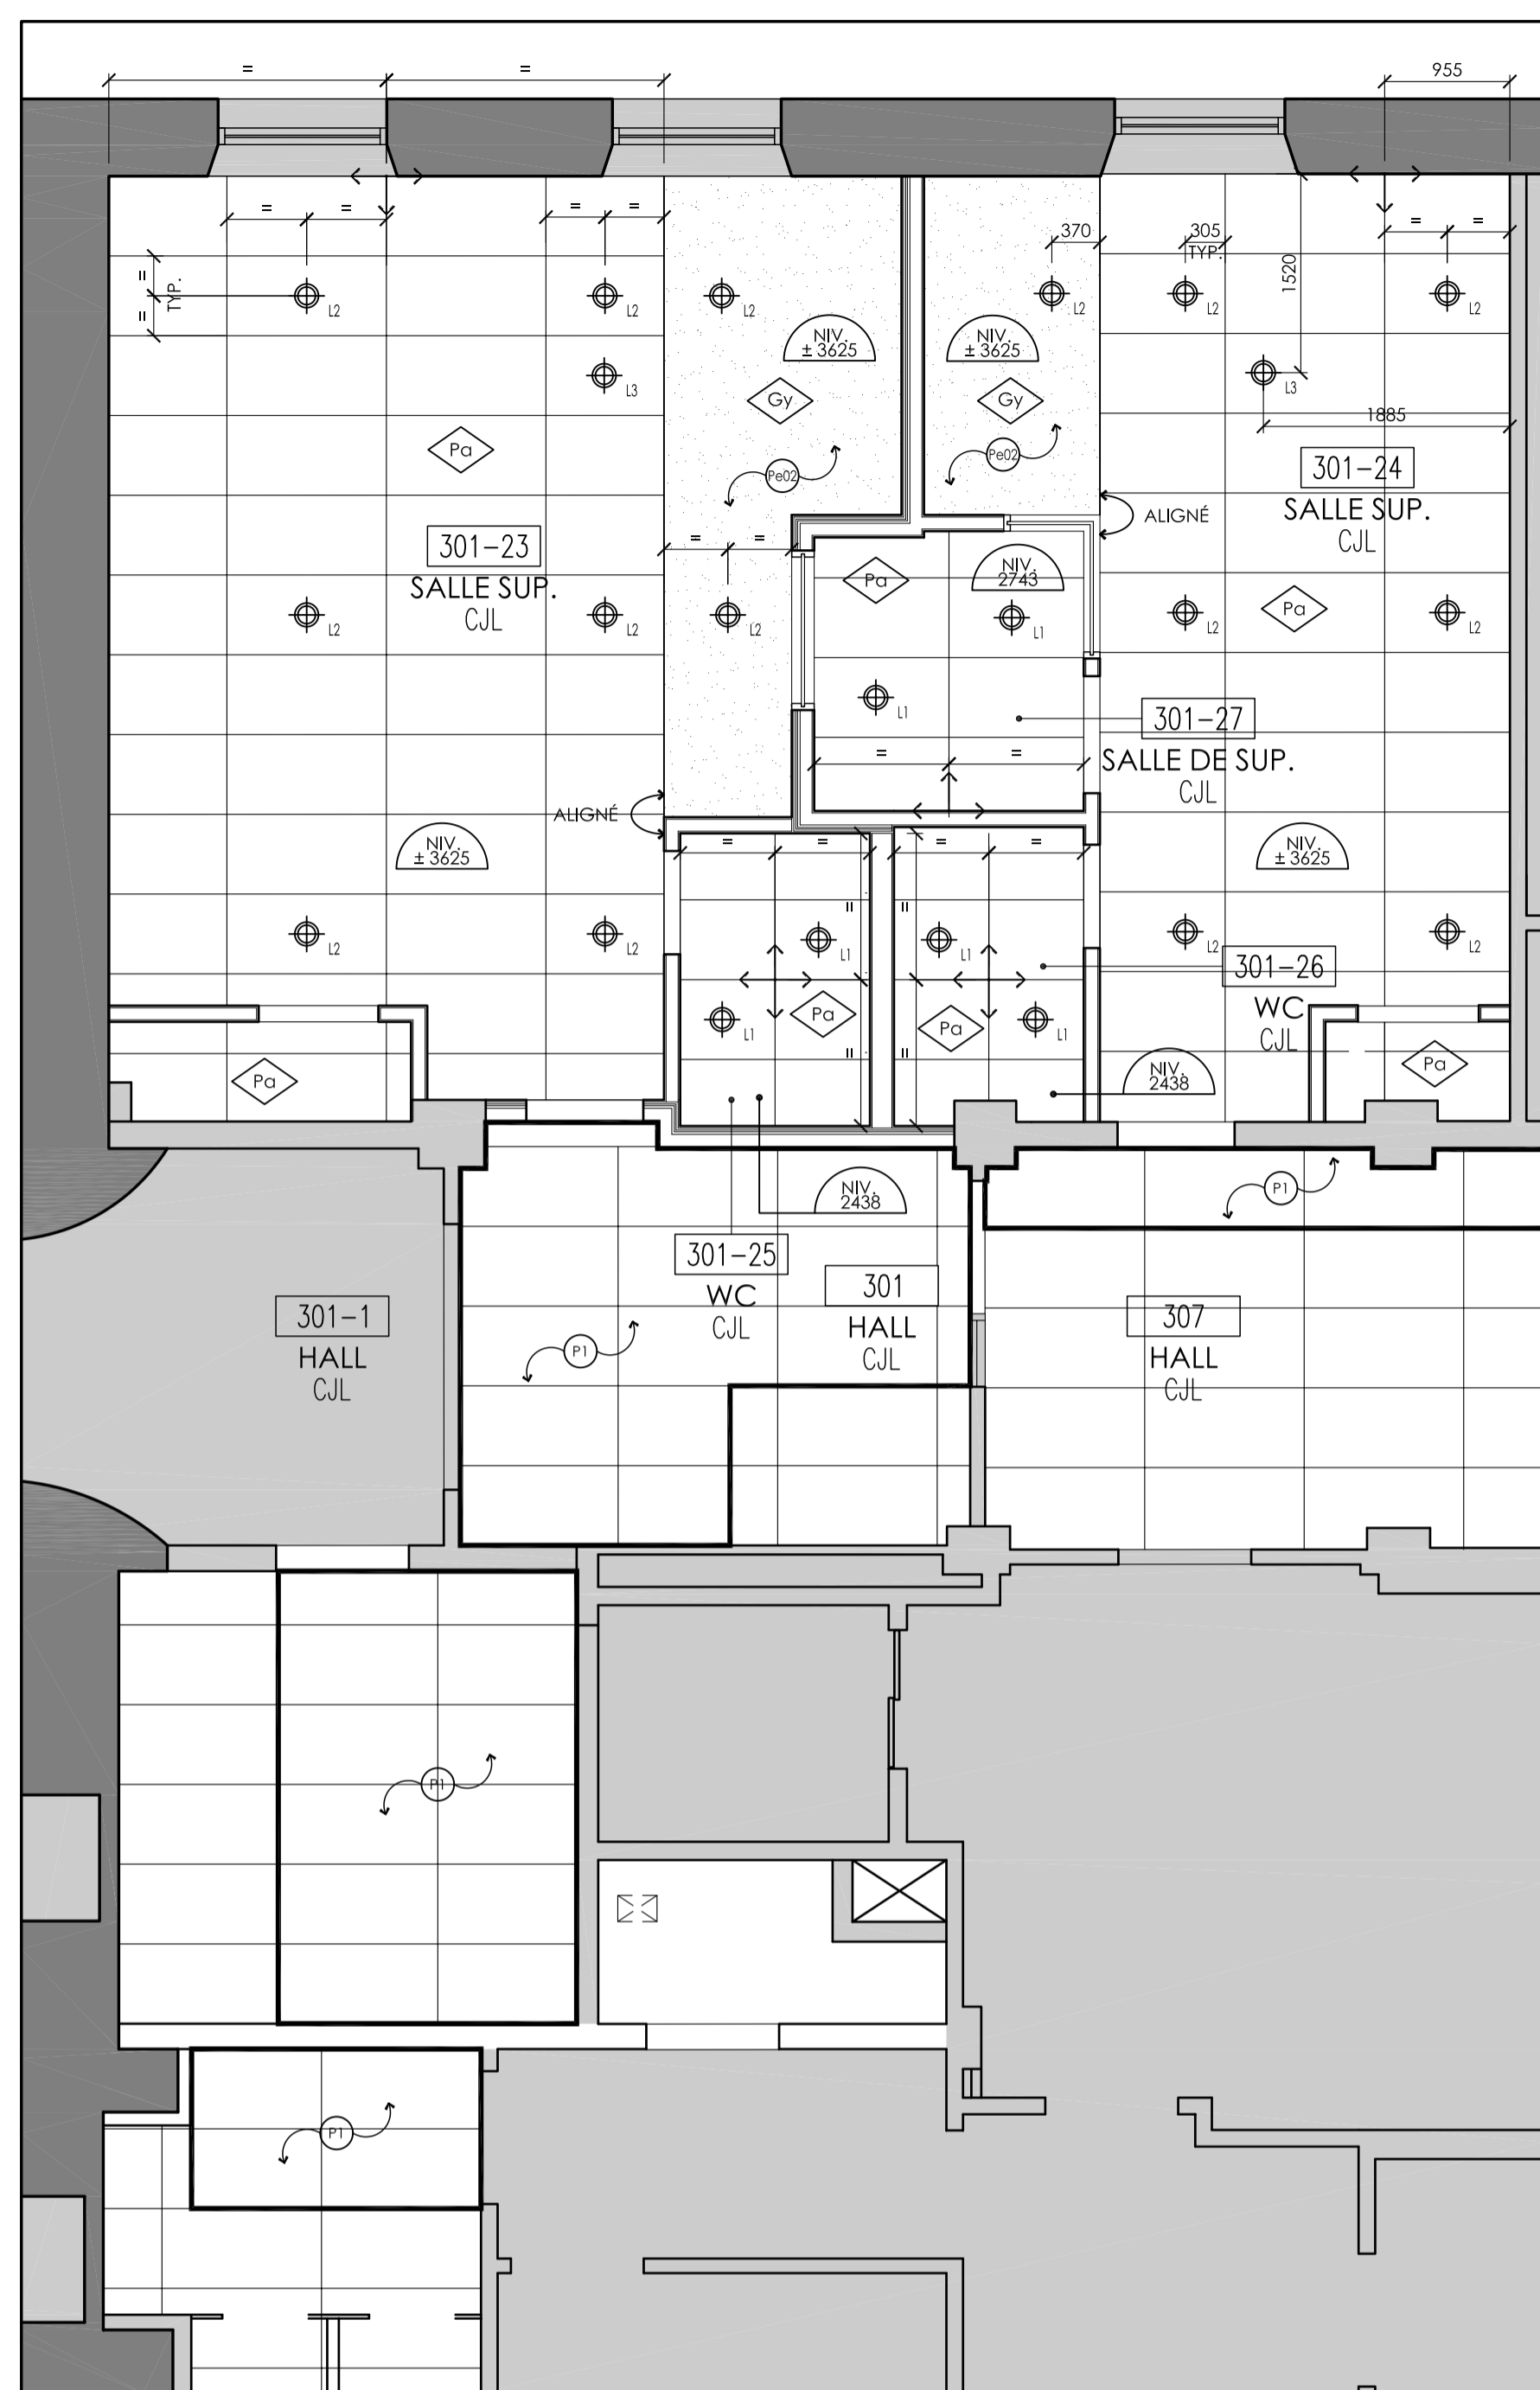 =
=
955
=
=
=
=
=
=
TYP.
370
305
TYP.
1520
=
=
L2
L2
L2
L2
L2
L2
NIV.
± 3625
NIV.
± 3625
L3
L3
Gy
Gy
1885
Pa
Pe02
Pe02
301-24
SALLE SUP.
CJL
ALIGNÉ
301-23
SALLE SUP.
CJL
=
=
Pa
NIV.
2743
Pa
L2
L2
L2
L1
L2
L2
L1
301-27
SALLE DE SUP.
CJL
=
=
ALIGNÉ
NIV.
± 3625
=
=
=
=
NIV.
± 3625
=
=
L2
L2
L1
L1
L2
L2
301-26
WC
CJL
Pa
Pa
L1
L1
=
=
Pa
NIV.
2438
Pa
NIV.
2438
P1
301-25
WC
CJL
301
HALL
CJL
301-1
HALL
CJL
307
HALL
CJL
P1
P1
P1